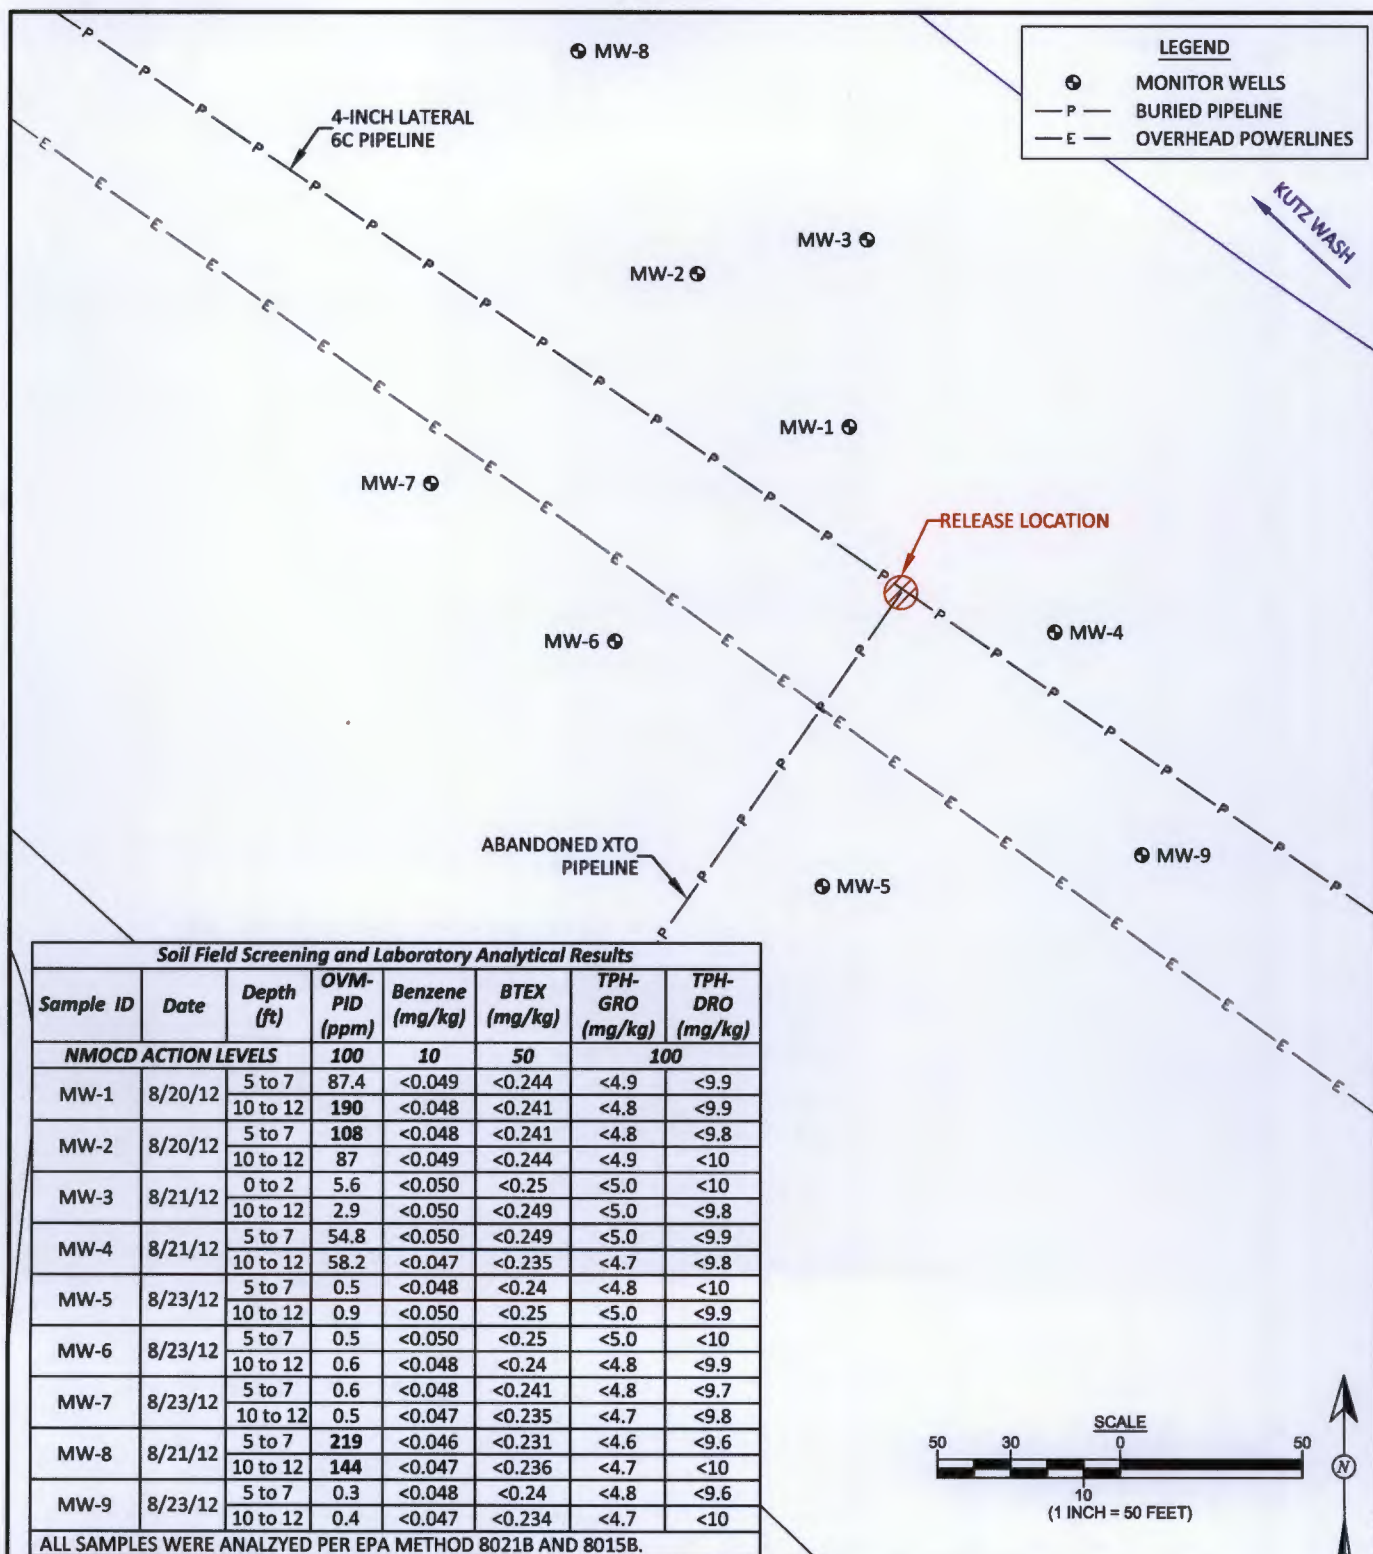 MW-8
LEGEND
MONITOR WELLS
P BURIED PIPELINE
E OVERHEAD POWERLINES
4-INCH LATERAL
6C PIPELINE
KUTZ WASH
MW-3
MW-2
MW-1
MW-7
RELEASE LOCATION
MW-4
MW-6
ABANDONED XTO
PIPELINE
MW-9
MW-5
Soil Field Screening and Laboratory Analytical Results
Sample ID Date Depth (ft) OVM-PID (ppm) Benzene (mg/kg) BTEX (mg/kg) TPH-GRO (mg/kg) TPH-DRO (mg/kg)
NMOCD ACTION LEVELS 100 10 50 100
MW-1 8/20/12 5 to 7 87.4 <0.049 <0.244 <4.9 <9.9
10 to 12 190 <0.048 <0.241 <4.8 <9.9
MW-2 8/20/12 5 to 7 108 <0.048 <0.241 <4.8 <9.8
10 to 12 87 <0.049 <0.244 <4.9 <10
MW-3 8/21/12 0 to 2 5.6 <0.050 <0.25 <5.0 <10
10 to 12 2.9 <0.050 <0.249 <5.0 <9.8
MW-4 8/21/12 5 to 7 54.8 <0.050 <0.249 <5.0 <9.9
10 to 12 58.2 <0.047 <0.235 <4.7 <9.8
MW-5 8/23/12 5 to 7 0.5 <0.048 <0.24 <4.8 <10
10 to 12 0.9 <0.050 <0.25 <5.0 <9.9
MW-6 8/23/12 5 to 7 0.5 <0.050 <0.25 <5.0 <10
10 to 12 0.6 <0.048 <0.24 <4.8 <9.9
MW-7 8/23/12 5 to 7 0.6 <0.048 <0.241 <4.8 <9.7
10 to 12 0.5 <0.047 <0.235 <4.7 <9.8
MW-8 8/21/12 5 to 7 219 <0.046 <0.231 <4.6 <9.6
10 to 12 144 <0.047 <0.236 <4.7 <10
MW-9 8/23/12 5 to 7 0.3 <0.048 <0.24 <4.8 <9.6
10 to 12 0.4 <0.047 <0.234 <4.7 <10
ALL SAMPLES WERE ANALZYED PER EPA METHOD 8021B AND 8015B.
SCALE
50 30 0 50
10
(1 INCH = 50 FEET)
N